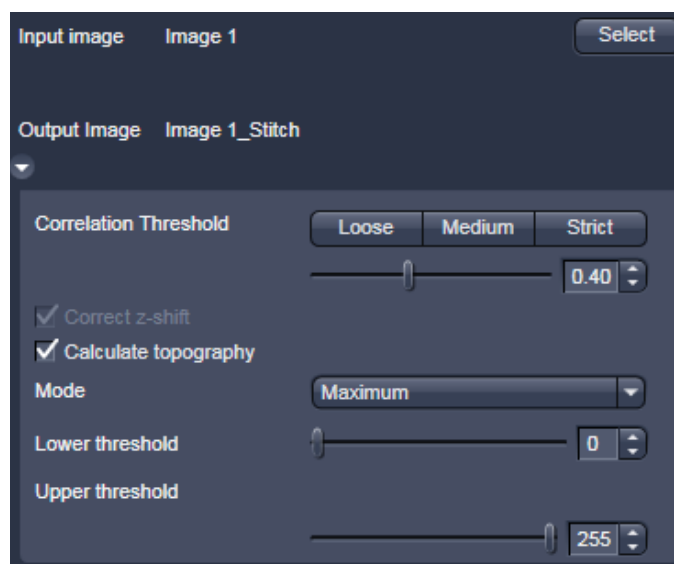 Input image Image 1 Select
Output Image Image 1_Stitch
Correlation Threshold Loose Medium Strict
0.40
Correct z-shift
Calculate topography
Mode Maximum
Lower threshold 0
Upper threshold
255